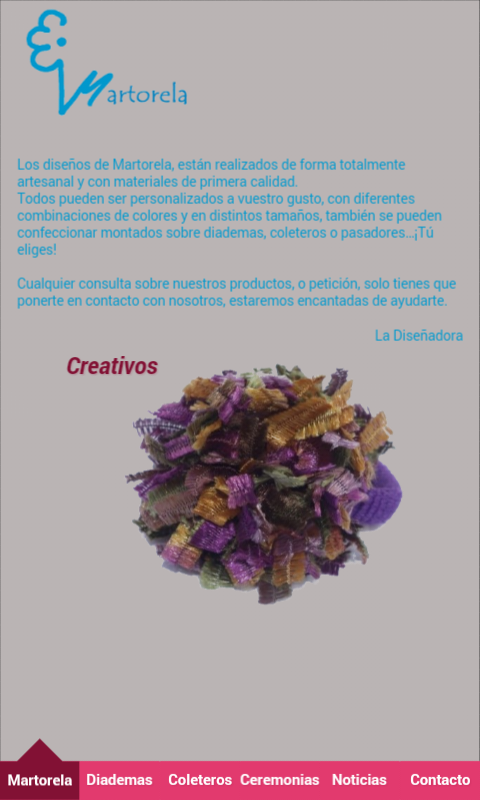 Martorela
Los diseños de Martorela, están realizados de forma totalmente
artesanal y con materiales de primera calidad.
Todos pueden ser personalizados a vuestro gusto, con diferentes
combinaciones de colores y en distintos tamaños, también se pueden
confeccionar montados sobre diademas, coleteros o pasadores...¡Tú
eliges!
Cualquier consulta sobre nuestros productos, o petición, solo tienes que
ponerte en contacto con nosotros, estaremos encantadas de ayudarte.
La Diseñadora
Creativos
Martorela Diademas Coleteros Ceremonias Noticias Contacto